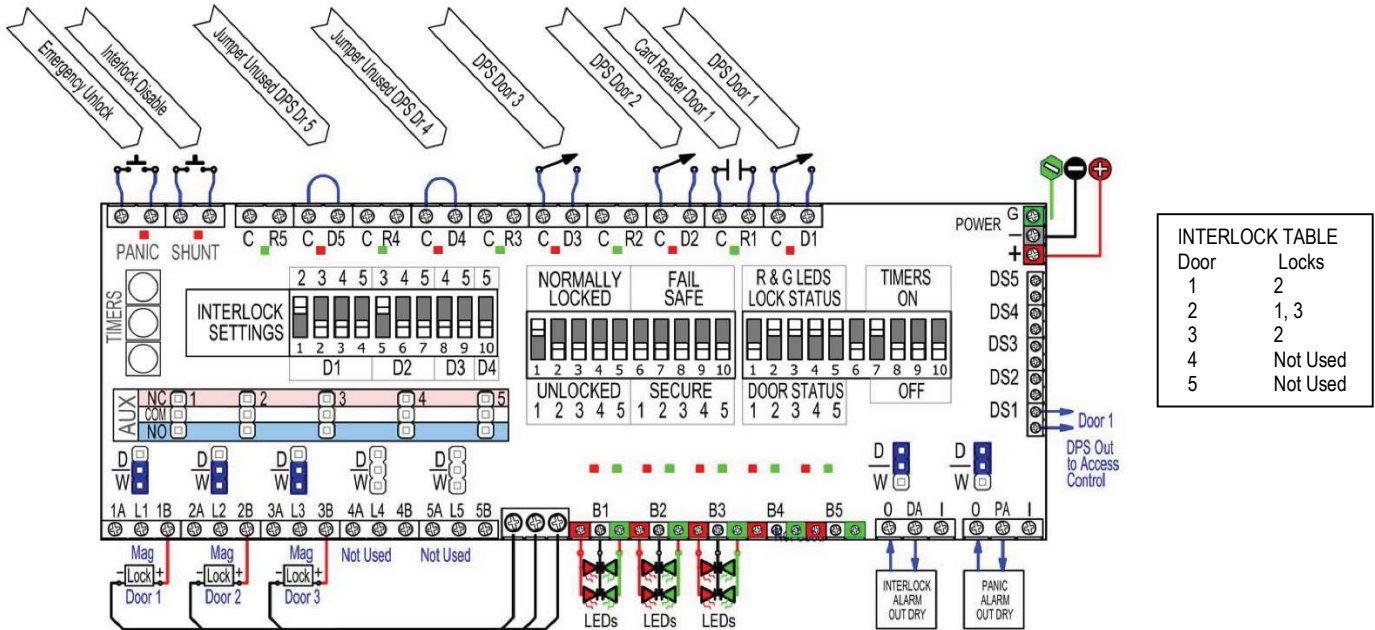 Emergency Unlock
Interlock Disable
Jumper Unused DPS Dr 5
Jumper Unused DPS Dr 4
DPS Door 3
DPS Door 2
Card Reader Door 1
DPS Door 1
PANIC SHUNT
C R5 C D5 C R4 C D4 C R3 C D3 C R2 C D2 C R1 C D1
POWER G
−
+
TIMERS
INTERLOCK SETTINGS
2 3 4 5 3 4 5 4 5 5
1 2 3 4 5 6 7 8 9 10
D1 D2 D3 D4
NORMALLY LOCKED
FAIL SAFE
1 2 3 4 5 6 7 8 9 10
UNLOCKED SECURE
1 2 3 4 5 1 2 3 4 5
R & G LEDS LOCK STATUS
TIMERS ON
1 2 3 4 5 6 7 8 9 10
DOOR STATUS OFF
1 2 3 4 5
DS5
DS4
DS3
DS2
DS1
Door 1
DPS Out
to Access
Control
INTERLOCK TABLE
Door Locks
1 2
2 1, 3
3 2
4 Not Used
5 Not Used
AUX
NC 1 2 3 4 5
COM
NO
D D D D D D D
W W W W W W W
1A L1 1B 2A L2 2B 3A L3 3B 4A L4 4B 5A L5 5B
B1 B2 B3 B4 B5
O DA I O PA I
Mag Mag Mag Not Used Not Used
− Lock + − Lock + − Lock +
Door 1 Door 2 Door 3
LEDs LEDs LEDs
INTERLOCK
ALARM
OUT DRY
PANIC
ALARM
OUT DRY